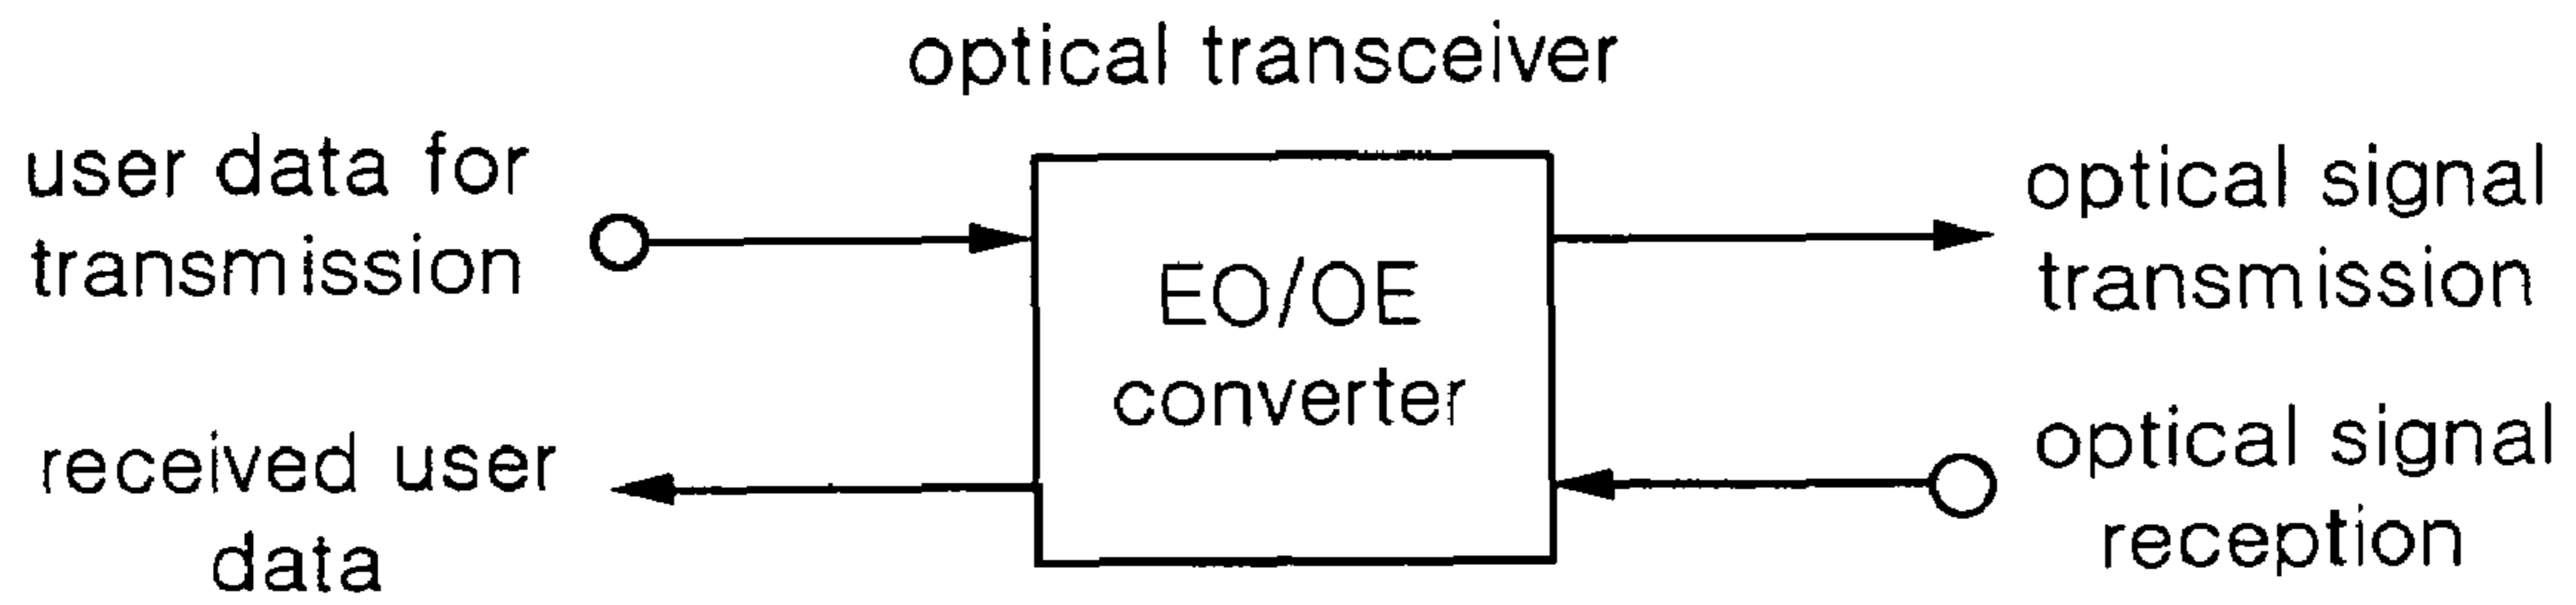 optical transceiver
user data for
transmission
EO/OE
converter
optical signal
transmission
received user
data
optical signal
reception